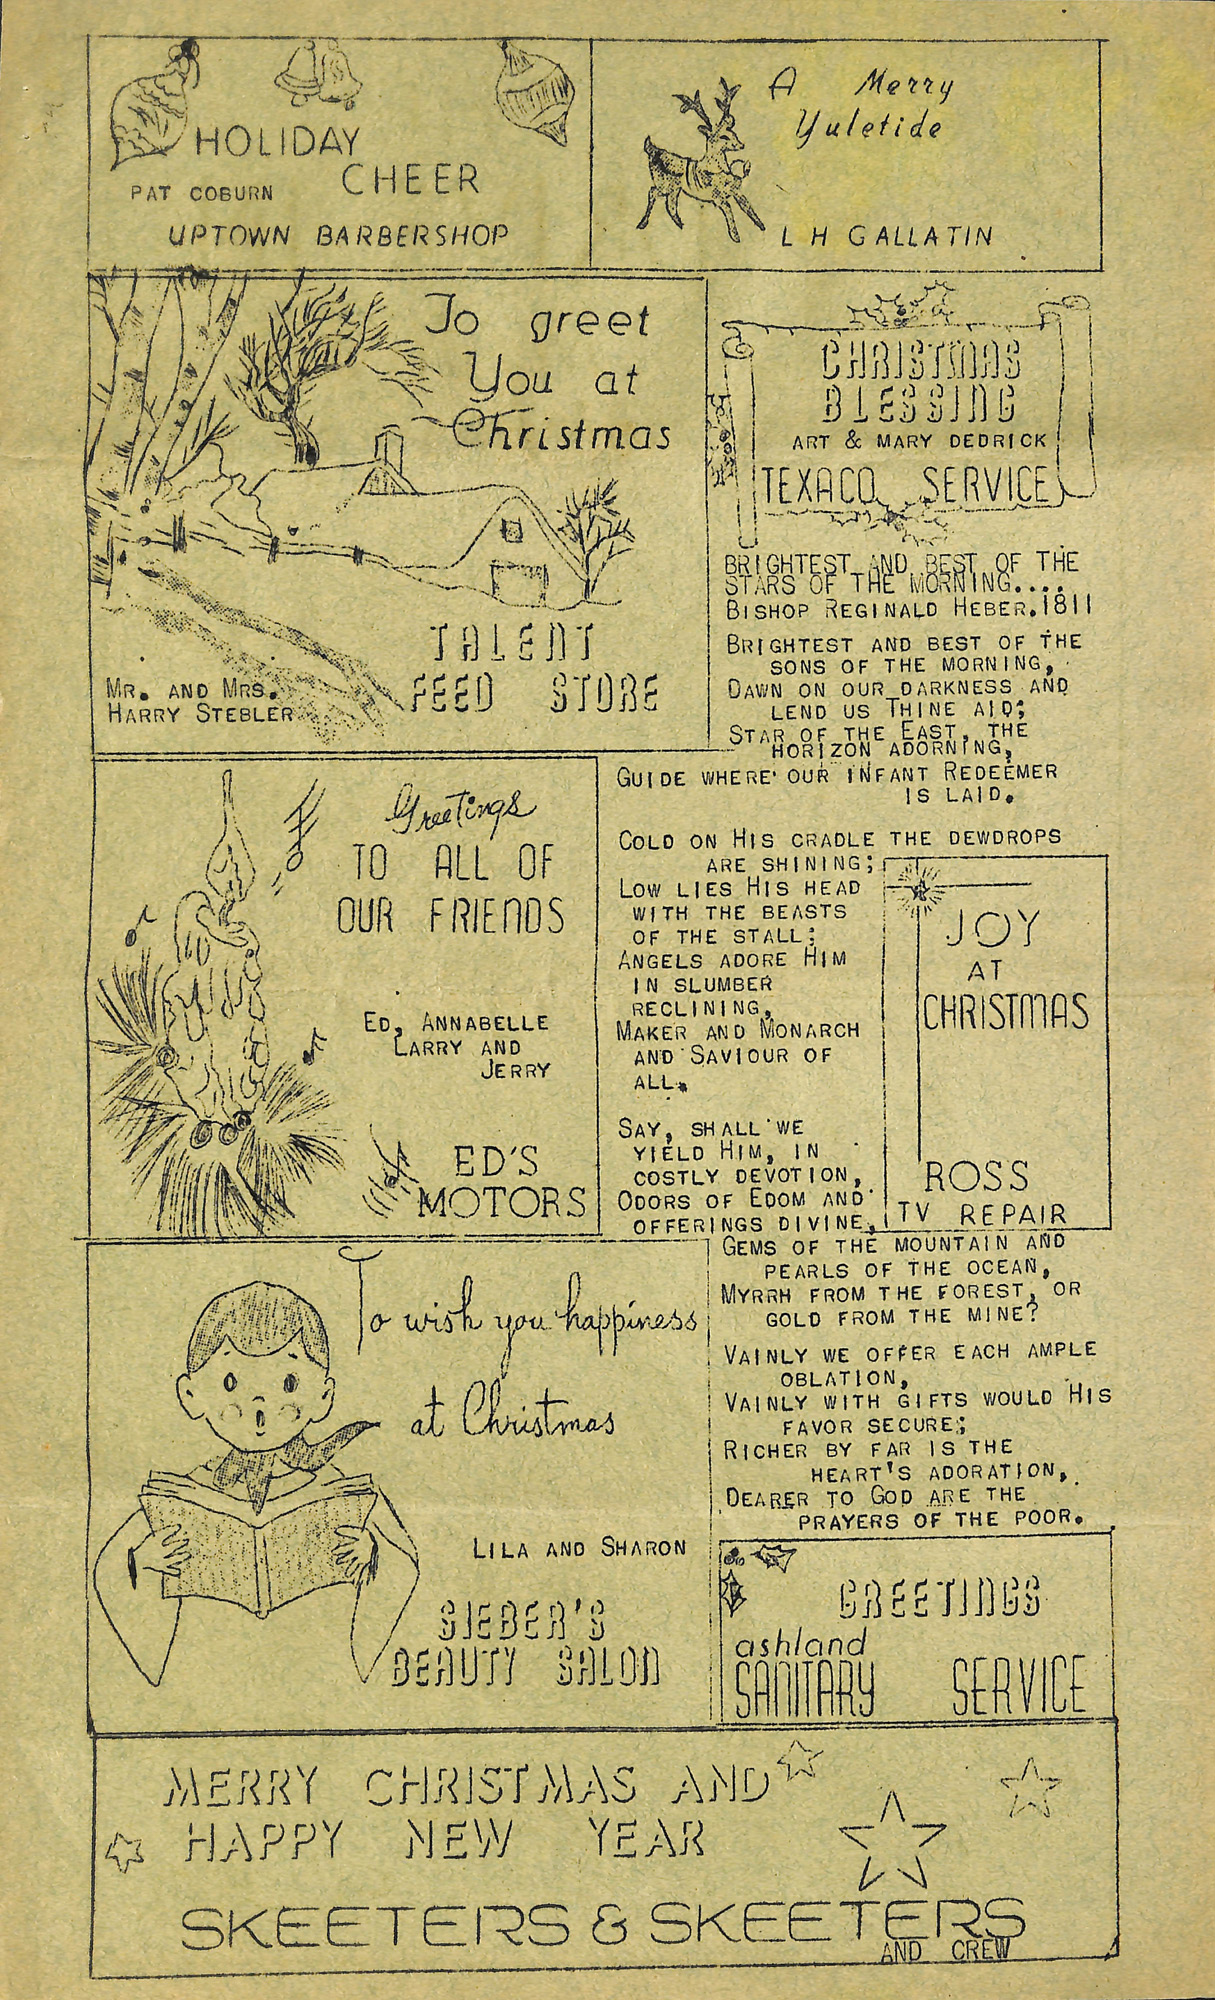 HOLIDAY
CHEER
PAT COBURN
UPTOWN BARBERSHOP
A Merry
Yuletide
L H GALLATIN
To greet
You at
Christmas
TALENT
FEED STORE
MR. AND MRS.
HARRY STEBLER
CHRISTMAS
BLESSING
ART & MARY DEDRICK
TEXACO SERVICE
BRIGHTEST AND BEST OF THE
STARS OF THE MORNING....
BISHOP REGINALD HEBER.1811
BRIGHTEST AND BEST OF THE
SONS OF THE MORNING,
DAWN ON OUR DARKNESS AND
LEND US THINE AID;
STAR OF THE EAST, THE
HORIZON ADORNING,
GUIDE WHERE OUR INFANT REDEEMER
IS LAID.
COLD ON HIS CRADLE THE DEWDROPS
ARE SHINING;
LOW LIES HIS HEAD
WITH THE BEASTS
OF THE STALL;
ANGELS ADORE HIM
IN SLUMBER
RECLINING,
MAKER AND MONARCH
AND SAVIOUR OF
ALL.
SAY, SHALL WE
YIELD HIM, IN
COSTLY DEVOTION,
ODORS OF EDOM AND
OFFERINGS DIVINE,
GEMS OF THE MOUNTAIN AND
PEARLS OF THE OCEAN,
MYRRH FROM THE FOREST, OR
GOLD FROM THE MINE?
VAINLY WE OFFER EACH AMPLE
OBLATION,
VAINLY WITH GIFTS WOULD HIS
FAVOR SECURE;
RICHER BY FAR IS THE
HEART'S ADORATION,
DEARER TO GOD ARE THE
PRAYERS OF THE POOR.
Greetings
TO ALL OF
OUR FRIENDS
ED, ANNABELLE
LARRY AND
JERRY
ED'S
MOTORS
JOY
AT
CHRISTMAS
ROSS
TV REPAIR
To wish you happiness
at Christmas
LILA AND SHARON
SIEBER'S
BEAUTY SALON
GREETINGS
ashland
SANITARY SERVICE
MERRY CHRISTMAS AND
HAPPY NEW YEAR
SKEETERS & SKEETERS
AND CREW